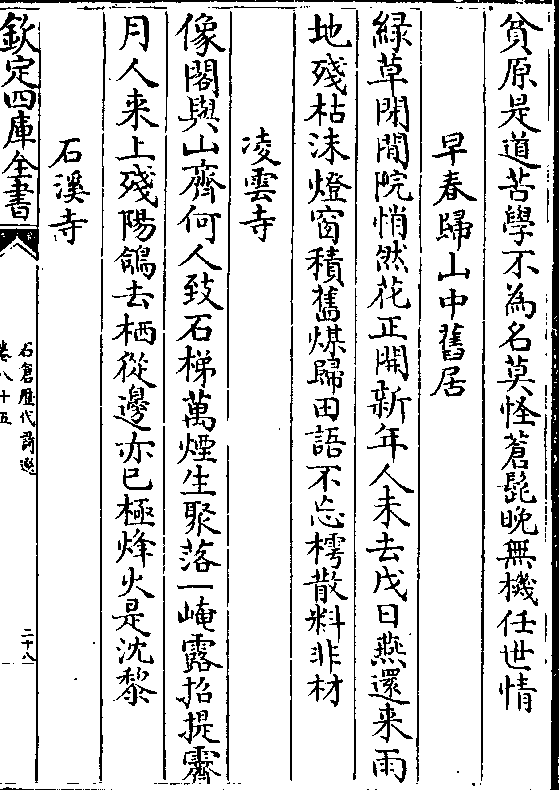 貧原是道苦學不為名莫怪蒼髭晚無機任世情
早春歸山中舊居
緑草閉閒院悄然花正開新年人未去戊日燕還来雨
地殘枯沫燈窗積舊煤歸田語不忘樗散料非材
凌雲寺
像閣與山齊何人致石梯萬煙生聚落一崦露招提霽
月人来上殘陽鴿去栖從邊亦已極烽火是沈黎
石溪寺
欽定四庫全書
石倉歷代詩選
卷八十五
二十八